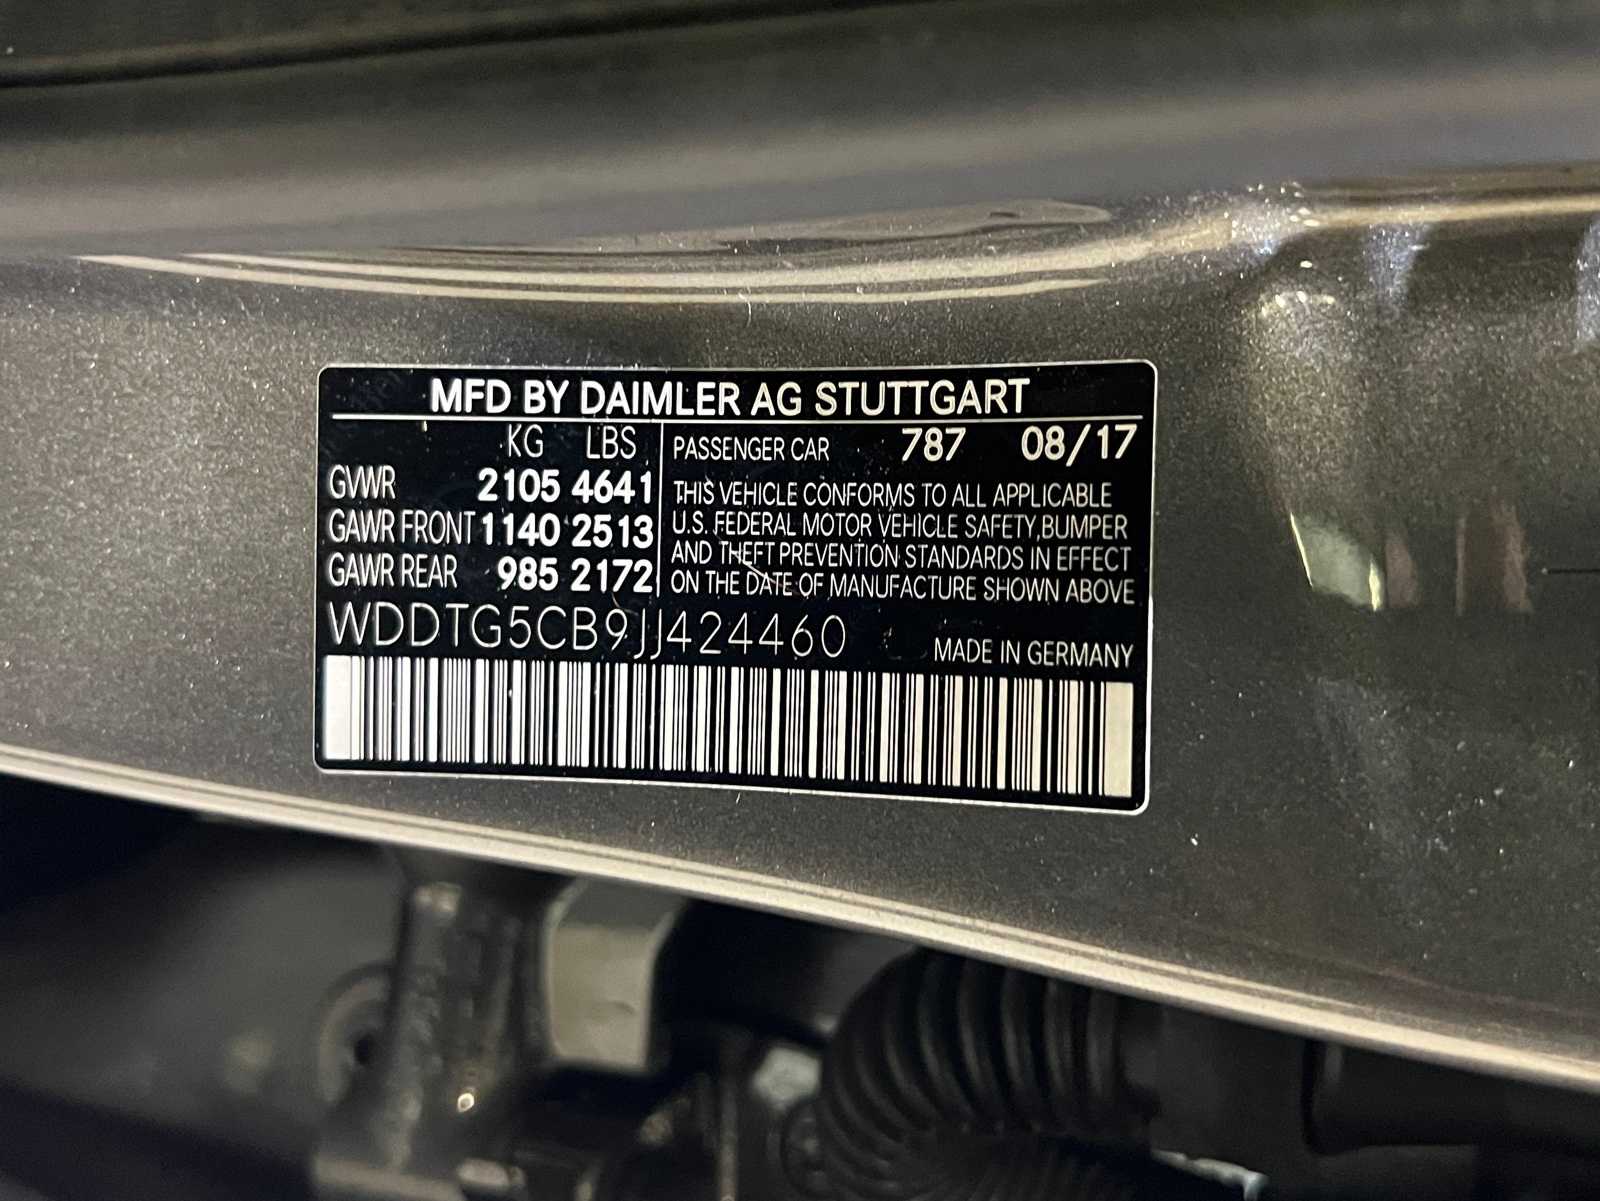 MFD BY DAIMLER AG STUTTGART
KG LBS
GVWR 2105 4641
GAWR FRONT 1140 2513
GAWR REAR 985 2172
PASSENGER CAR 787 08/17
THIS VEHICLE CONFORMS TO ALL APPLICABLE
U.S. FEDERAL MOTOR VEHICLE SAFETY,BUMPER
AND THEFT PREVENTION STANDARDS IN EFFECT
ON THE DATE OF MANUFACTURE SHOWN ABOVE
WDDTG5CB9JJ424460
MADE IN GERMANY